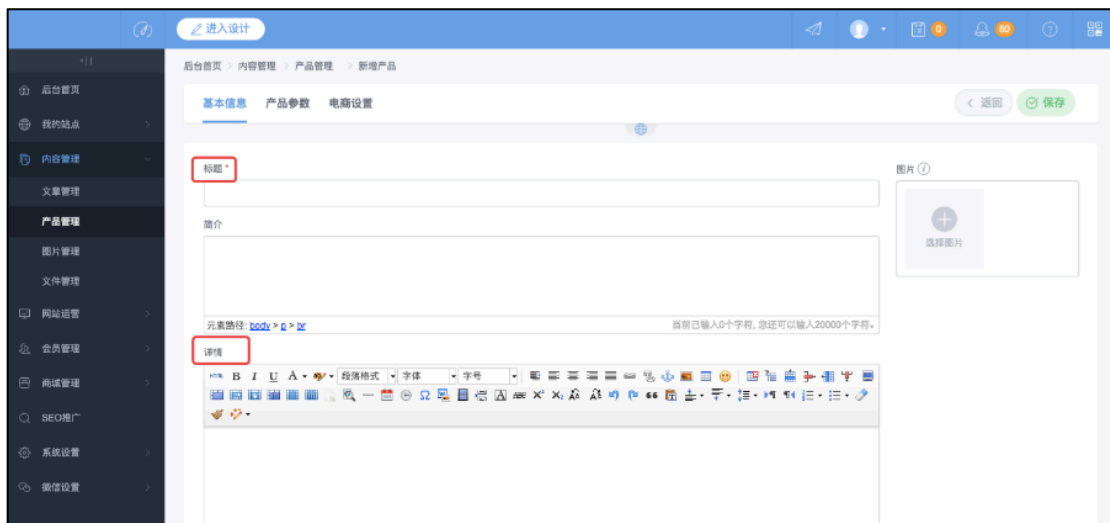 进入设计
0
60
后台首页 > 内容管理 > 产品管理 > 新增产品
后台首页
我的站点
内容管理
文章管理
产品管理
图片管理
文件管理
网站运营
会员管理
商城管理
SEO推广
系统设置
微信设置
基本信息 产品参数 电商设置
返回 保存
标题 *
简介
元素路径: body > p > br
当前已输入0个字符, 您还可以输入20000个字符。
详情
HTML B I U A 段落格式 字体 字号
图片
选择图片